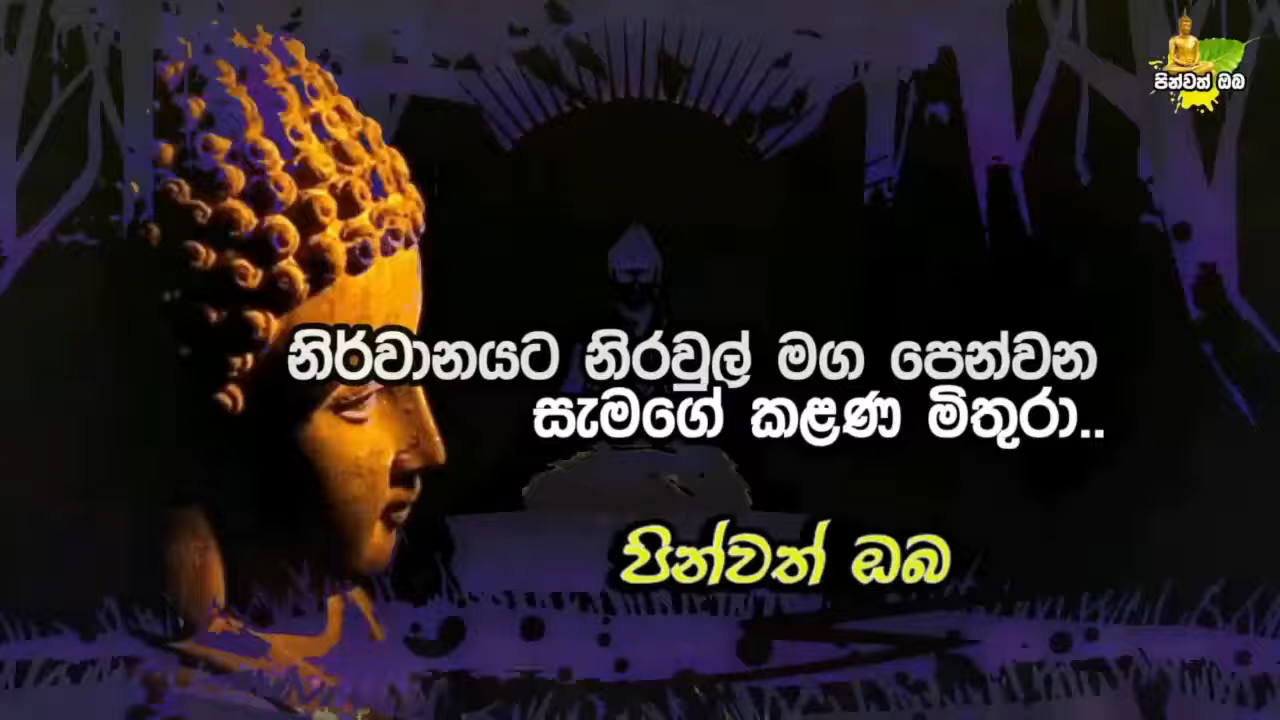 පින්වත් ඔබ
නිර්වානයට නිරවුල් මග පෙන්වන
සැමගේ කළණ මිතුරා..
පින්වත් ඔබ